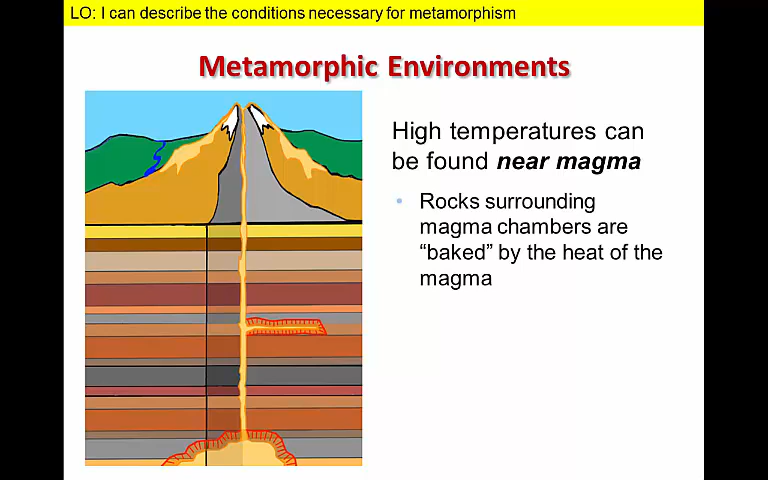 LO: I can describe the conditions necessary for metamorphism
Metamorphic Environments
High temperatures can
be found near magma
• Rocks surrounding
magma chambers are
“baked” by the heat of the
magma